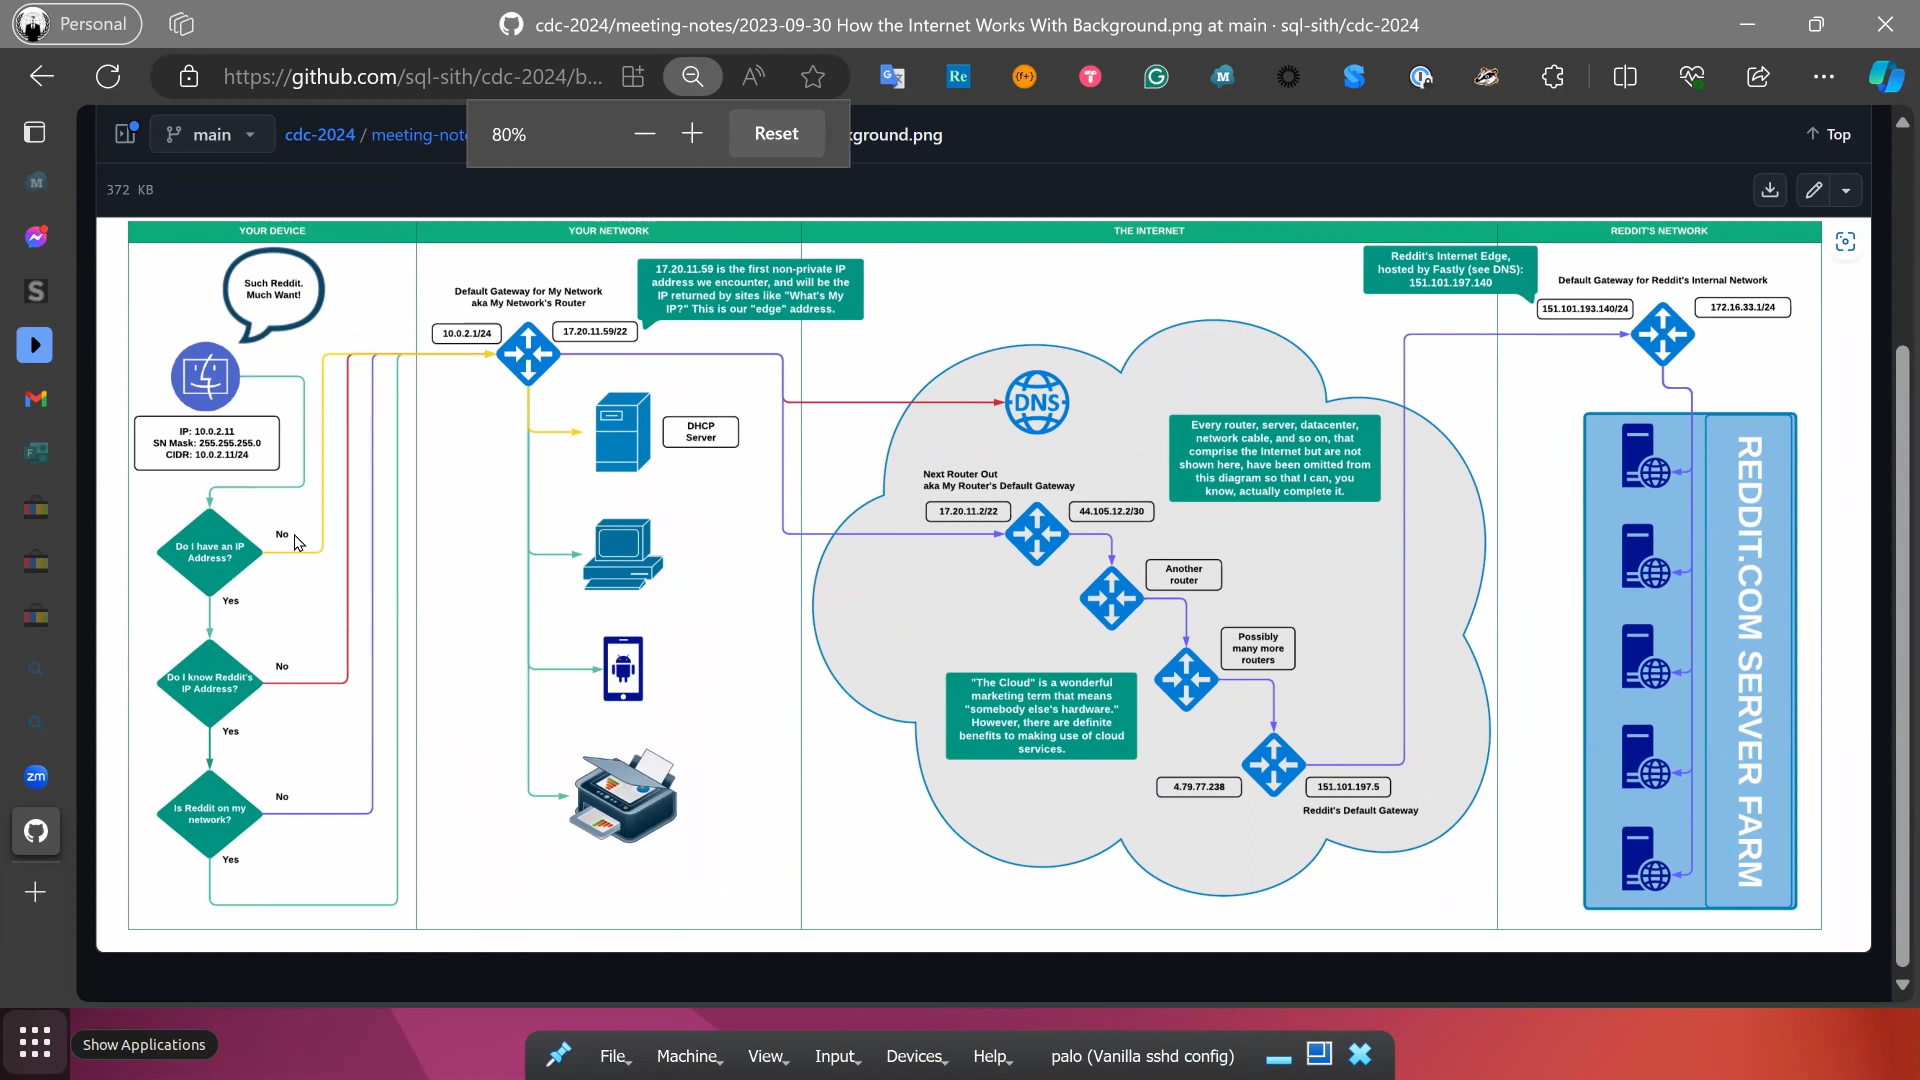 Personal
cdc-2024/meeting-notes/2023-09-30 How the Internet Works With Background.png at main · sql-sith/cdc-2024
https://github.com/sql-sith/cdc-2024/b...
80%
Reset
main
cdc-2024 / meeting-note
kground.png
Top
372 KB
YOUR DEVICE
YOUR NETWORK
THE INTERNET
REDDIT'S NETWORK
Such Reddit.
Much Want!
IP: 10.0.2.11
SN Mask: 255.255.255.0
CIDR: 10.0.2.11/24
Do I have an IP
Address?
No
Yes
Do I know Reddit's
IP Address?
No
Yes
Is Reddit on my
network?
No
Yes
Default Gateway for My Network
aka My Network's Router
10.0.2.1/24
17.20.11.59/22
17.20.11.59 is the first non-private IP
address we encounter, and will be the
IP returned by sites like "What's My
IP?" This is our "edge" address.
DHCP
Server
DNS
Next Router Out
aka My Router's Default Gateway
17.20.11.2/22
44.105.12.2/30
Every router, server, datacenter,
network cable, and so on, that
comprise the Internet but are not
shown here, have been omitted from
this diagram so that I can, you
know, actually complete it.
Another
router
Possibly
many more
routers
"The Cloud" is a wonderful
marketing term that means
"somebody else's hardware."
However, there are definite
benefits to making use of cloud
services.
4.79.77.238
151.101.197.5
Reddit's Default Gateway
Reddit's Internet Edge,
hosted by Fastly (see DNS):
151.101.197.140
Default Gateway for Reddit's Internal Network
151.101.193.140/24
172.16.33.1/24
REDDIT.COM SERVER FARM
Show Applications
File
Machine
View
Input
Devices
Help
palo (Vanilla sshd config)